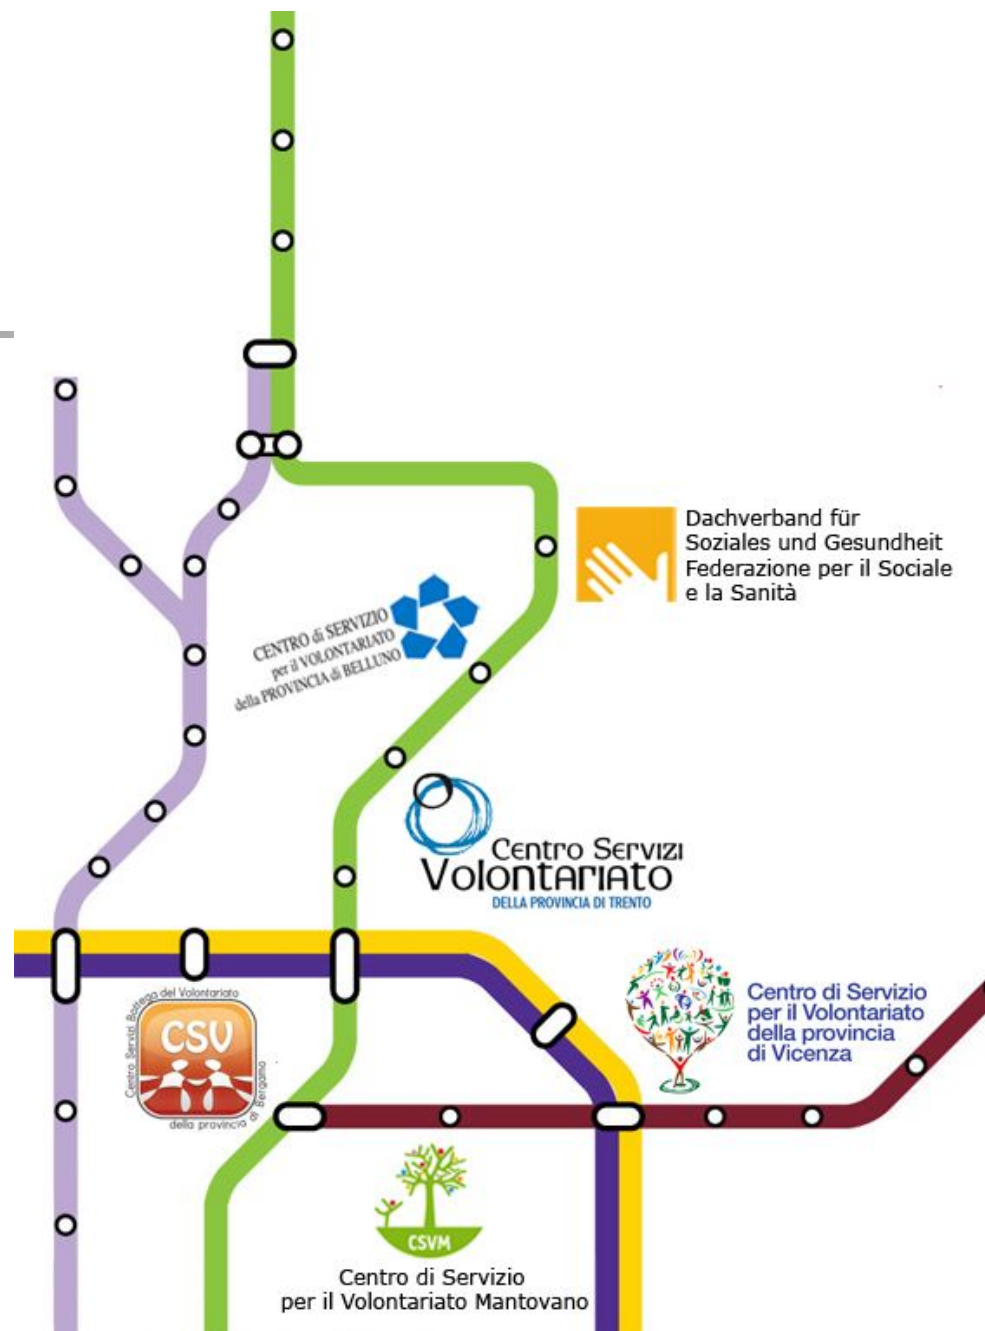 Dachverband für
Soziales und Gesundheit
Federazione per il Sociale
e la Sanità
CENTRO di SERVIZIO
per il VOLONTARIATO
della PROVINCIA di BELLUNO
Centro Servizi
Volontariato
DELLA PROVINCIA DI TRENTO
Centro di Servizio
per il Volontariato
della provincia
di Vicenza
Centro Servizi Bottega del Volontariato
CSV
della provincia di Bergamo
CSVM
Centro di Servizio
per il Volontariato Mantovano